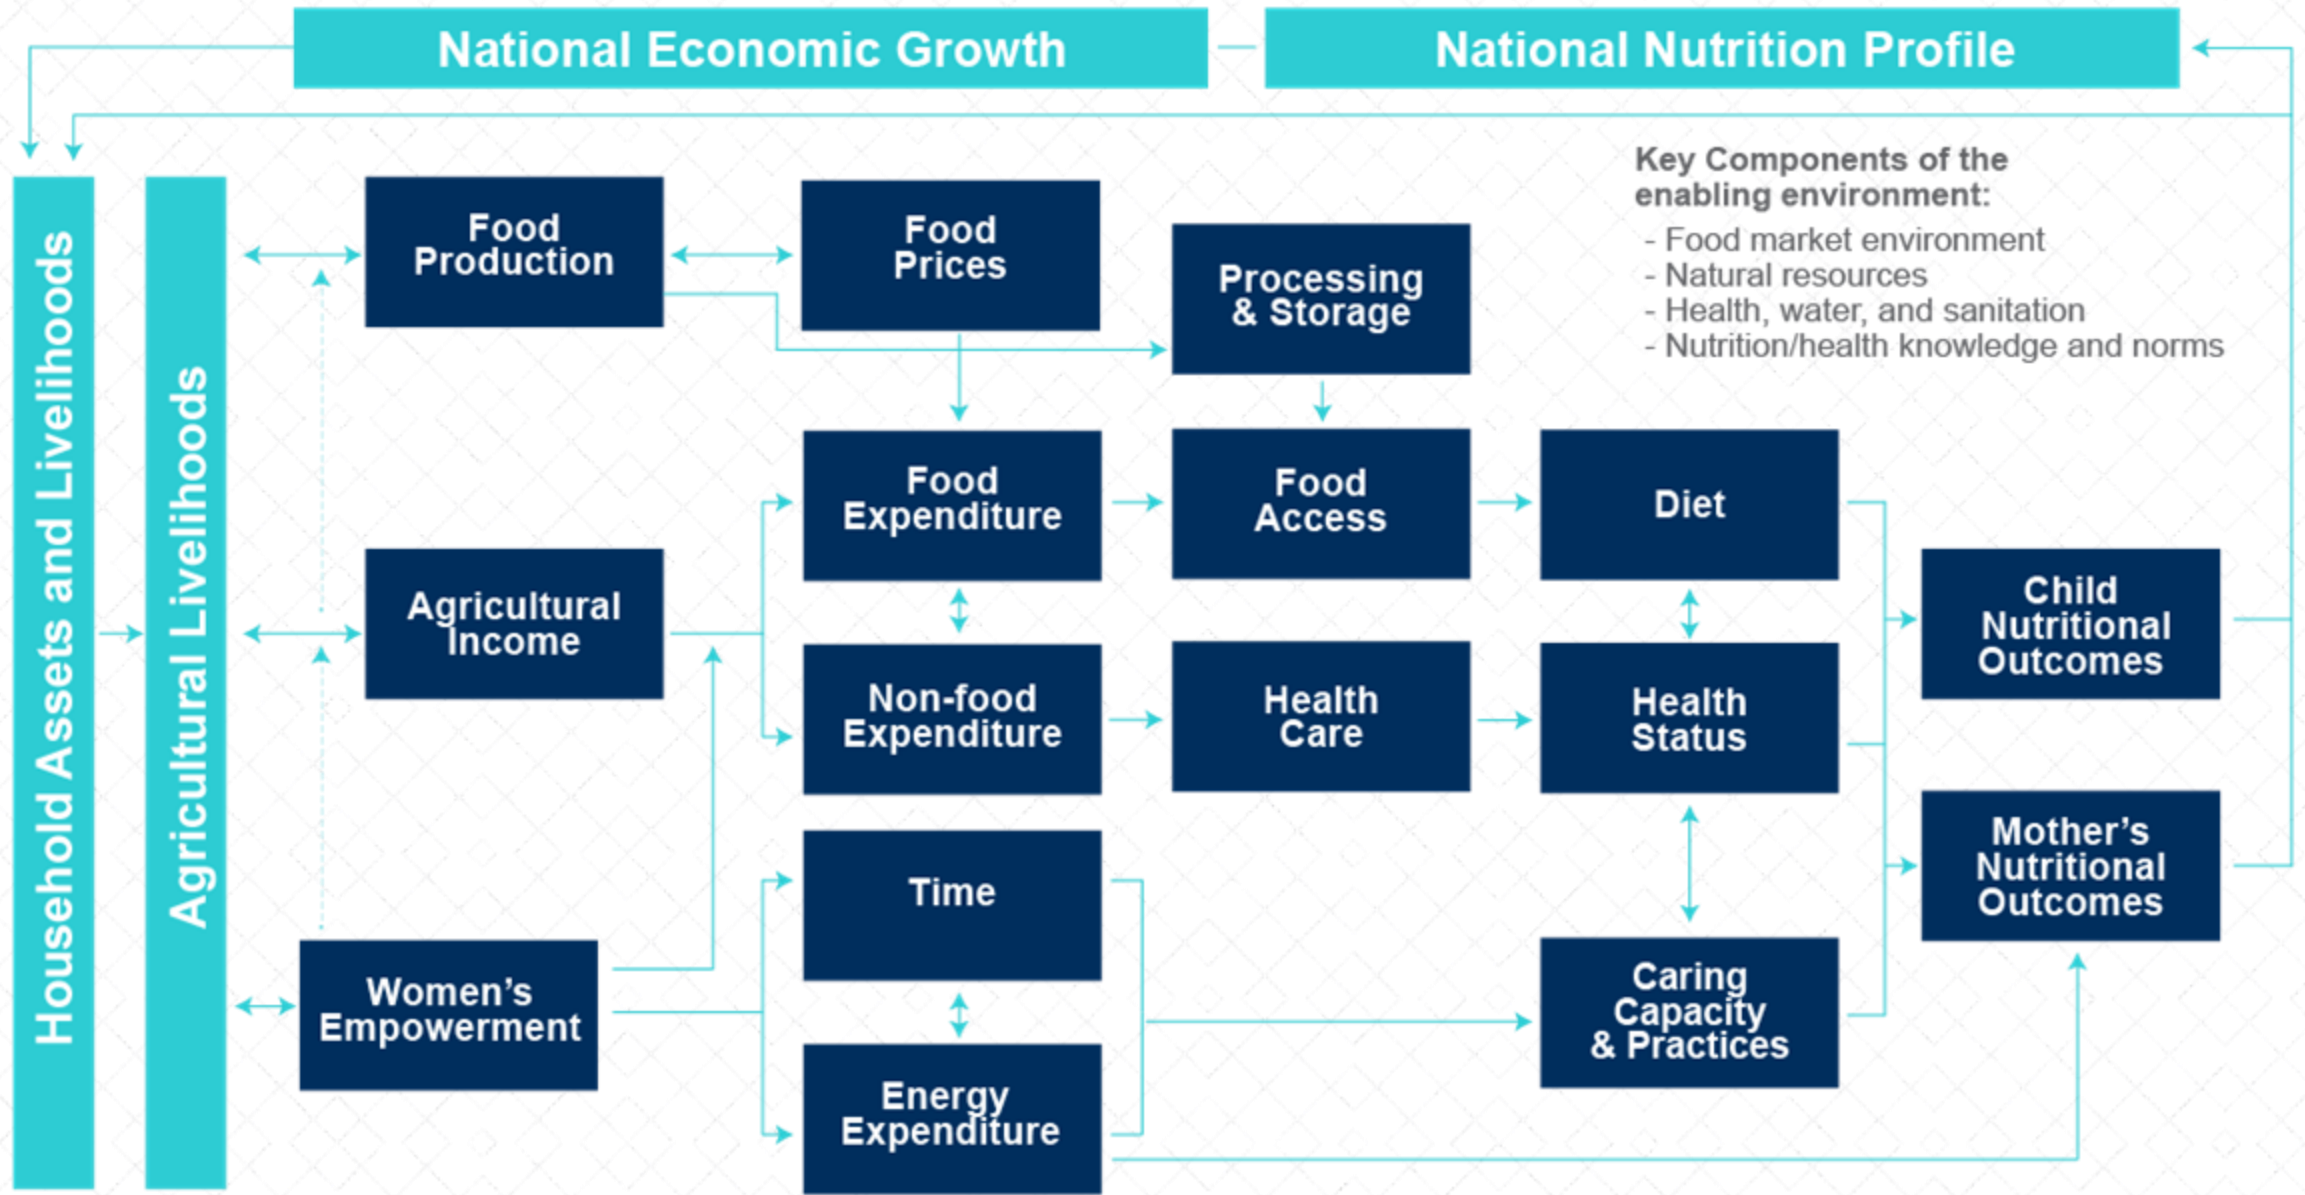 National Economic Growth
National Nutrition Profile
Household Assets and Livelihoods
Agricultural Livelihoods
Food
Production
Food
Prices
Processing
& Storage
Key Components of the
enabling environment:
- Food market environment
- Natural resources
- Health, water, and sanitation
- Nutrition/health knowledge and norms
Food
Expenditure
Food
Access
Diet
Agricultural
Income
Child
Nutritional
Outcomes
Non-food
Expenditure
Health
Care
Health
Status
Mother’s
Nutritional
Outcomes
Time
Women’s
Empowerment
Caring
Capacity
& Practices
Energy
Expenditure